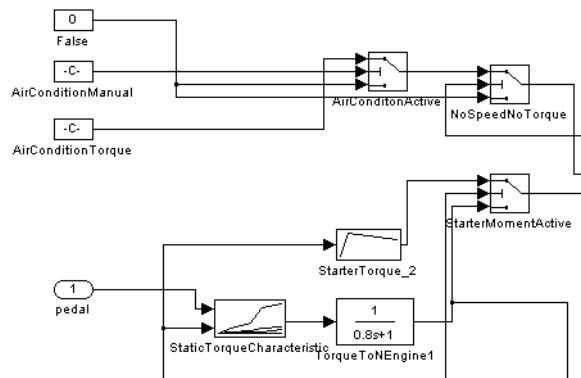 0
False
-C-
AirConditionManual
AirConditonActive
NoSpeedNoTorque
-C-
AirConditionTorque
StarterMomentActive
StarterTorque_2
1
pedal
StaticTorqueCharacteristic
1
0.8s+1
TorqueToNEngine1